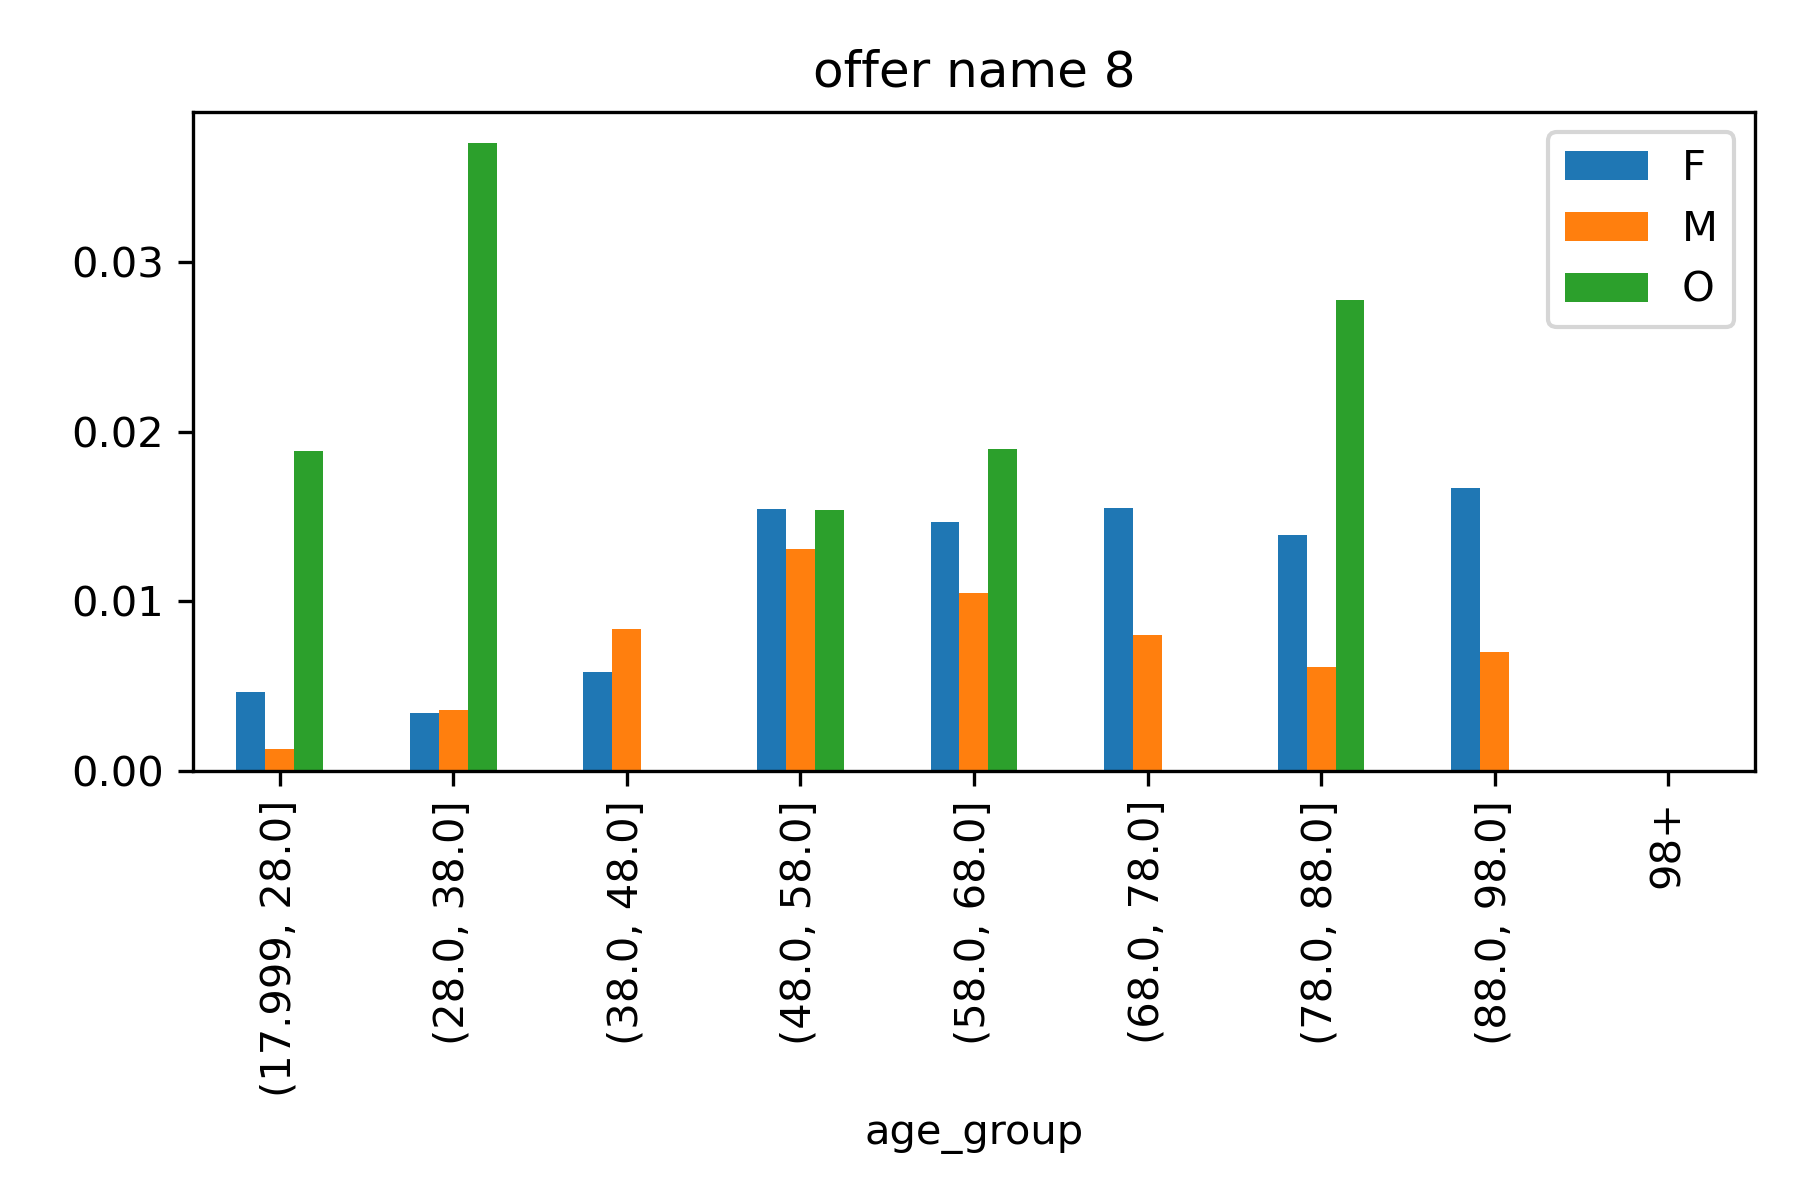 offer name 8
F
M
O
0.03
0.02
0.01
0.00
(17.999, 28.0]
(28.0, 38.0]
(38.0, 48.0]
(48.0, 58.0]
(58.0, 68.0]
(68.0, 78.0]
(78.0, 88.0]
(88.0, 98.0]
98+
age_group